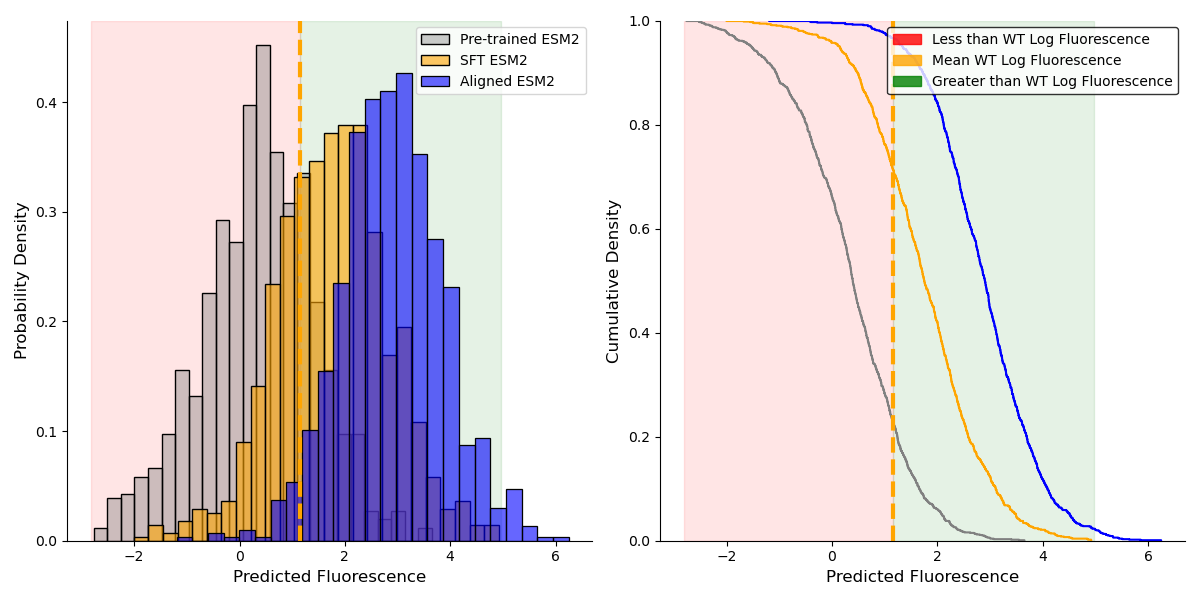 Pre-trained ESM2
SFT ESM2
Aligned ESM2
0.4
0.3
0.2
0.1
0.0
Probability Density
−2 0 2 4 6
Predicted Fluorescence
Less than WT Log Fluorescence
Mean WT Log Fluorescence
Greater than WT Log Fluorescence
1.0
0.8
0.6
0.4
0.2
0.0
Cumulative Density
−2 0 2 4 6
Predicted Fluorescence